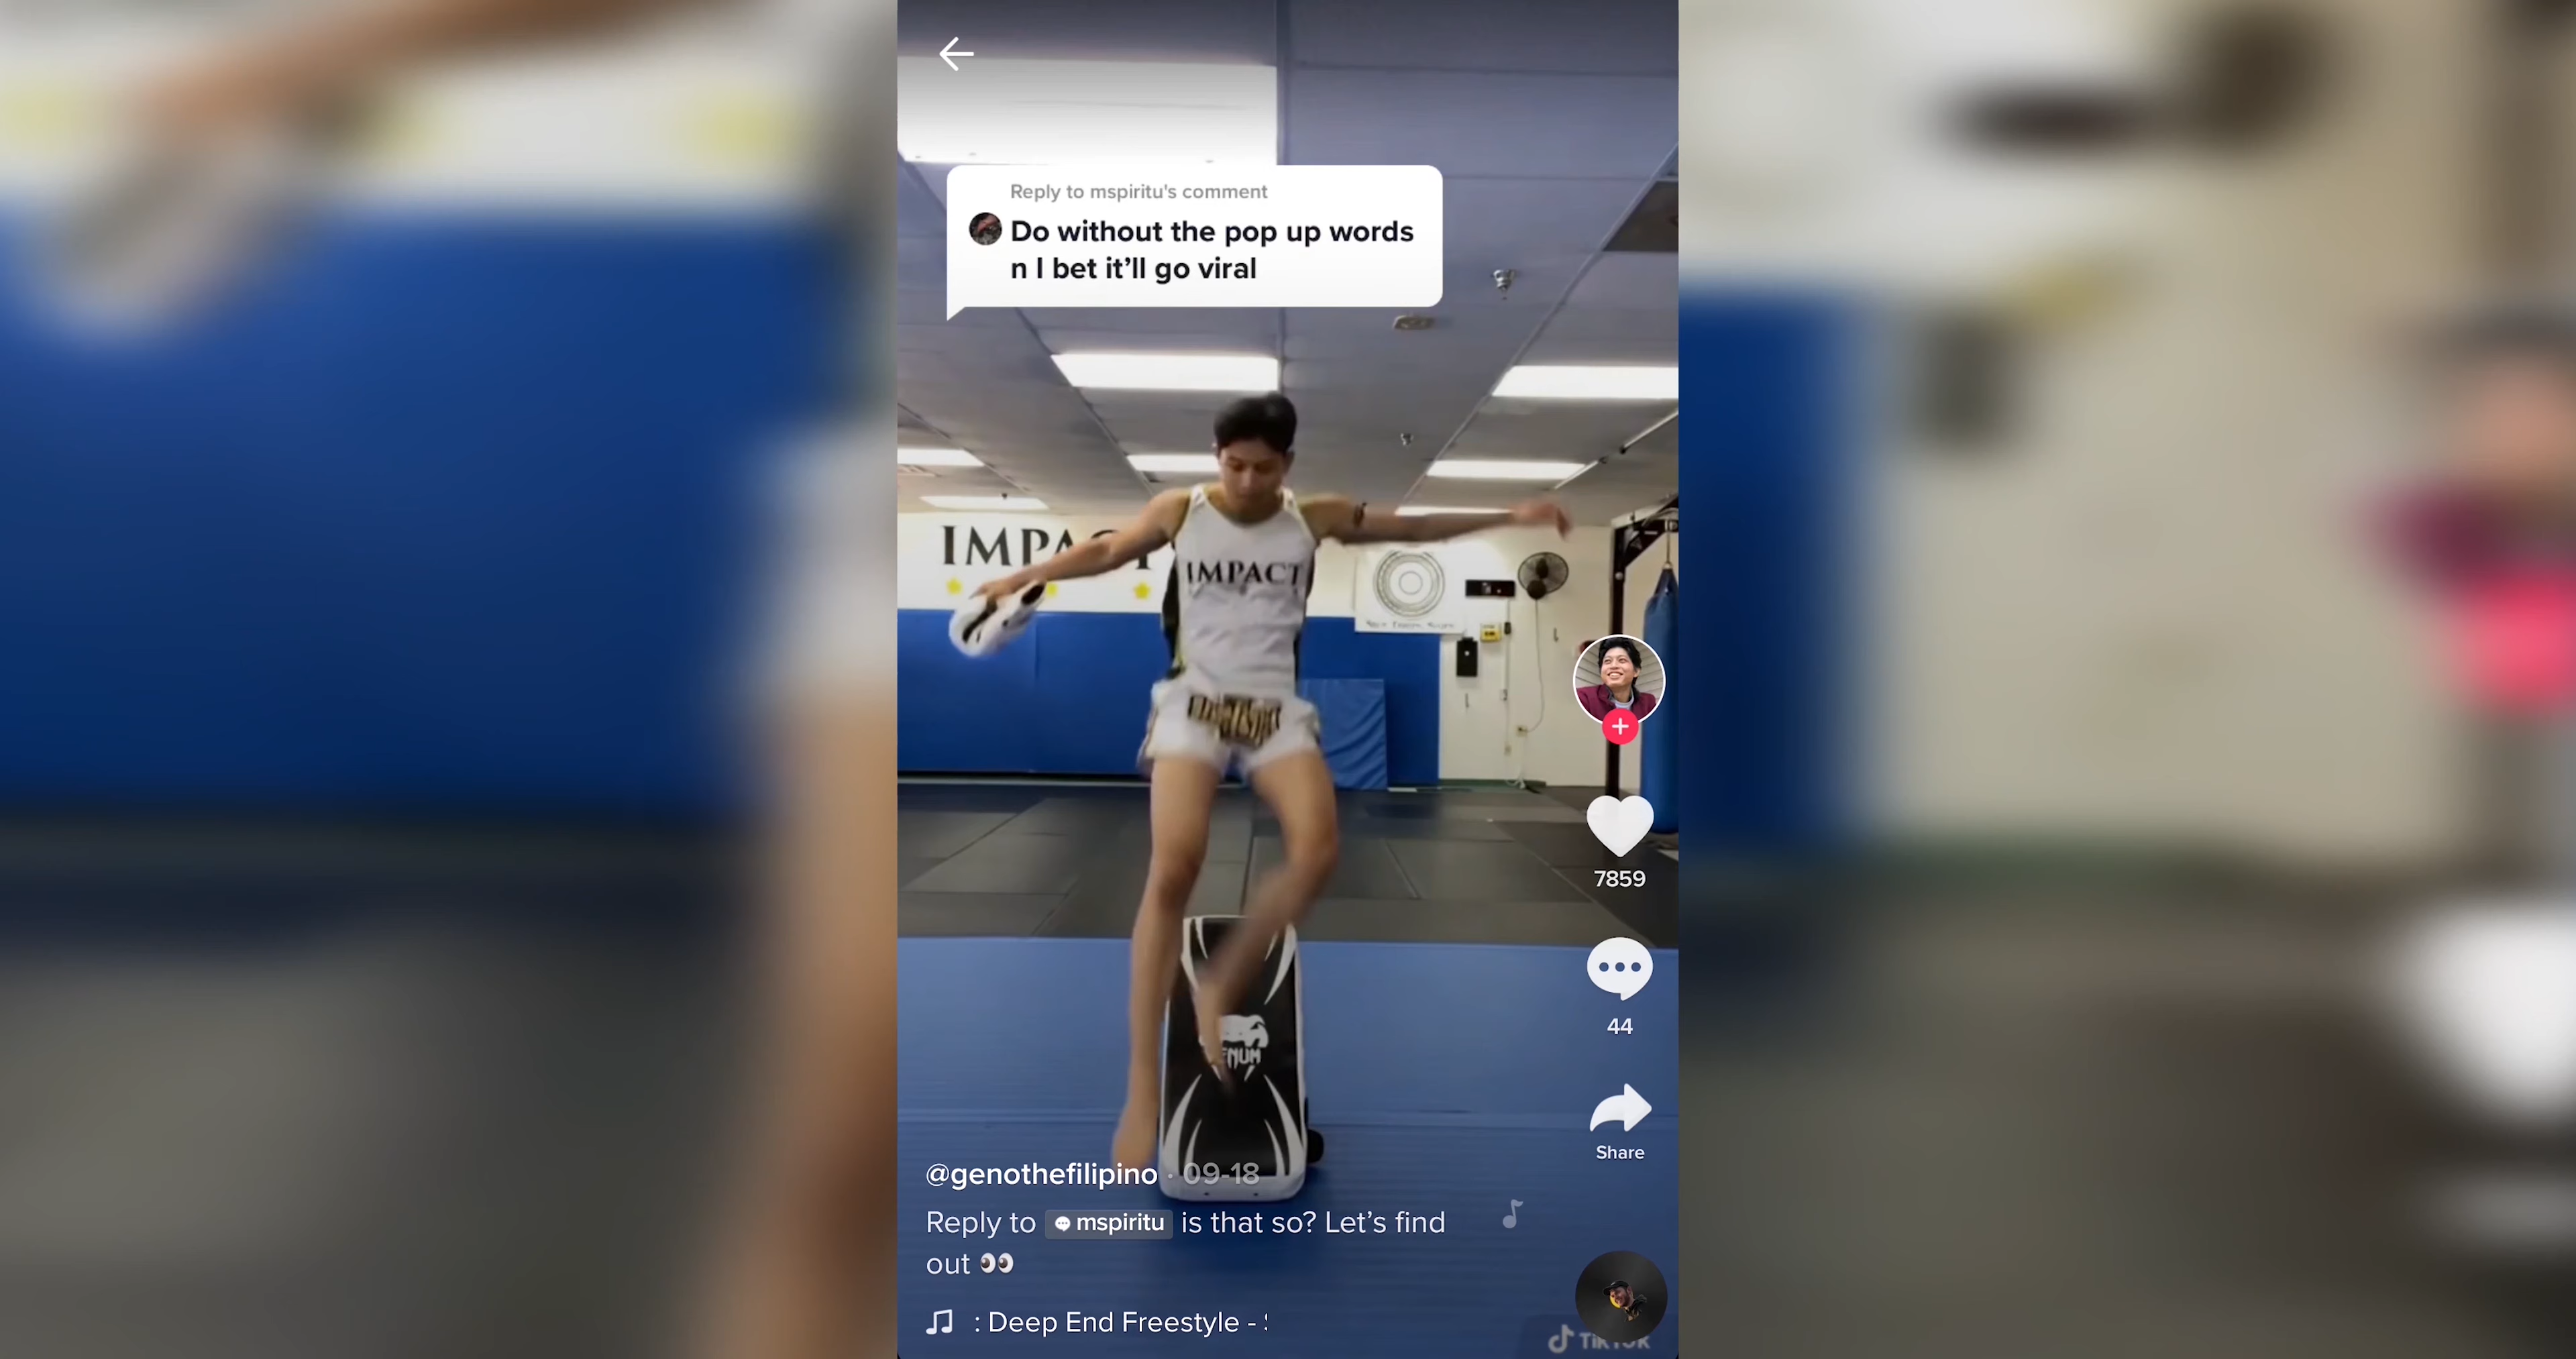 Reply to mspiritu's comment
Do without the pop up words
n I bet it’ll go viral
IMPACT
IMPACT
7859
44
Share
@genothefilipino · 09-18
Reply to mspiritu is that so? Let’s find
out 👀
: Deep End Freestyle -
TikTok